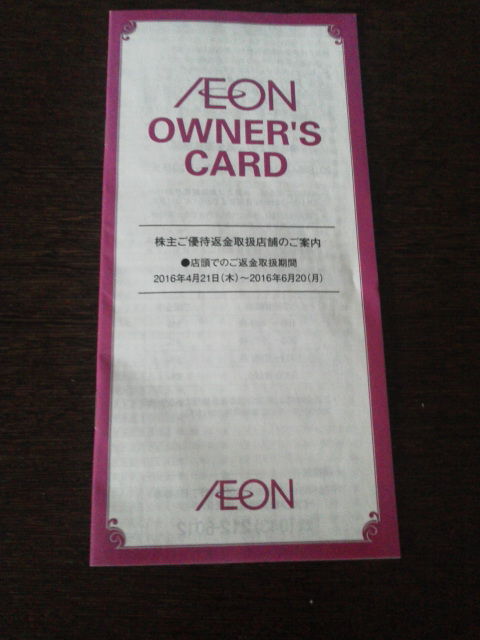 ÆON
OWNER'S
CARD
株主ご優待返金取扱店舗のご案内
●店頭でのご返金取扱期間
2016年4月21日(木)～2016年6月20(月)
ÆON